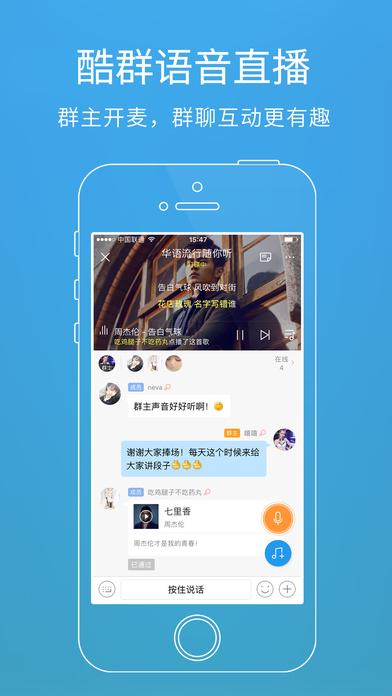 酷群语音直播
群主开麦，群聊互动更有趣
中国联通 15:47
华语流行随你听
告白气球 风吹到对街
花店玫瑰 名字写错谁
周杰伦 - 告白气球
吃鸡腿子不吃药丸点播了这首歌
群主
在线
4
成员 neva
群主声音好好听啊！
群主 嘻嘻
谢谢大家捧场！每天这个时候来给
大家讲段子
成员 吃鸡腿子不吃药丸
七里香
周杰伦
周杰伦才是我的青春!
已通过
按住说话